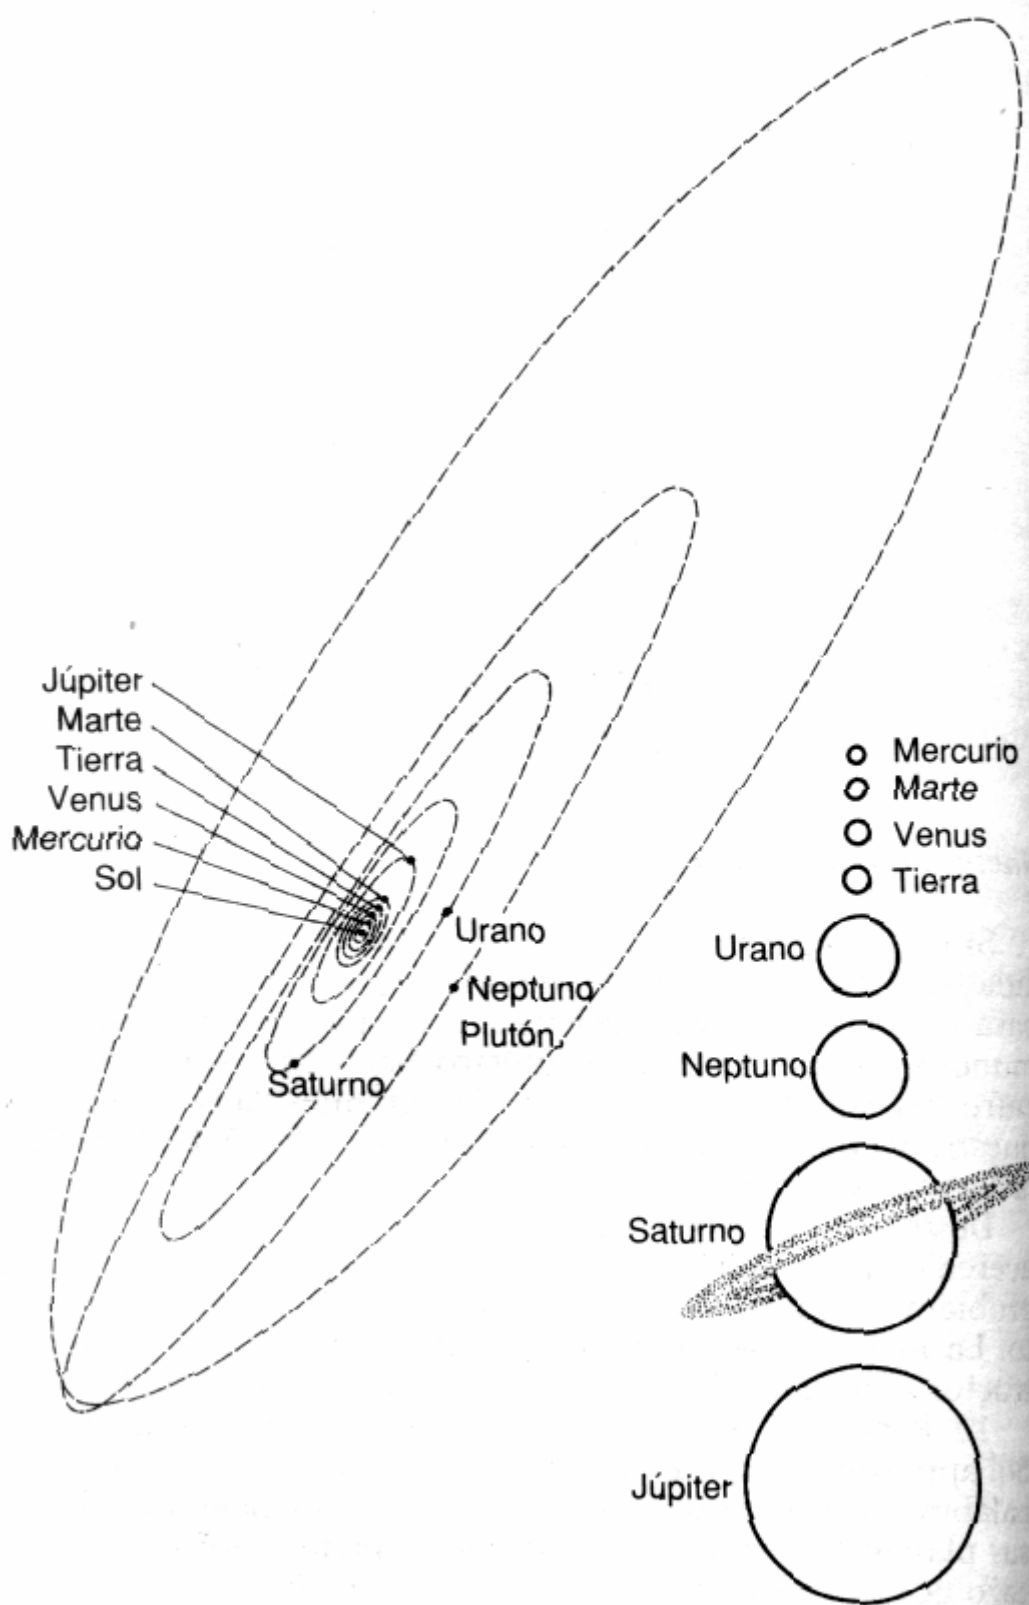 Júpiter
Marte
Tierra
Venus
Mercurio
Sol
Urano
Neptuno
Plutón
Saturno
Mercurio
Marte
Venus
Tierra
Urano
Neptuno
Saturno
Júpiter